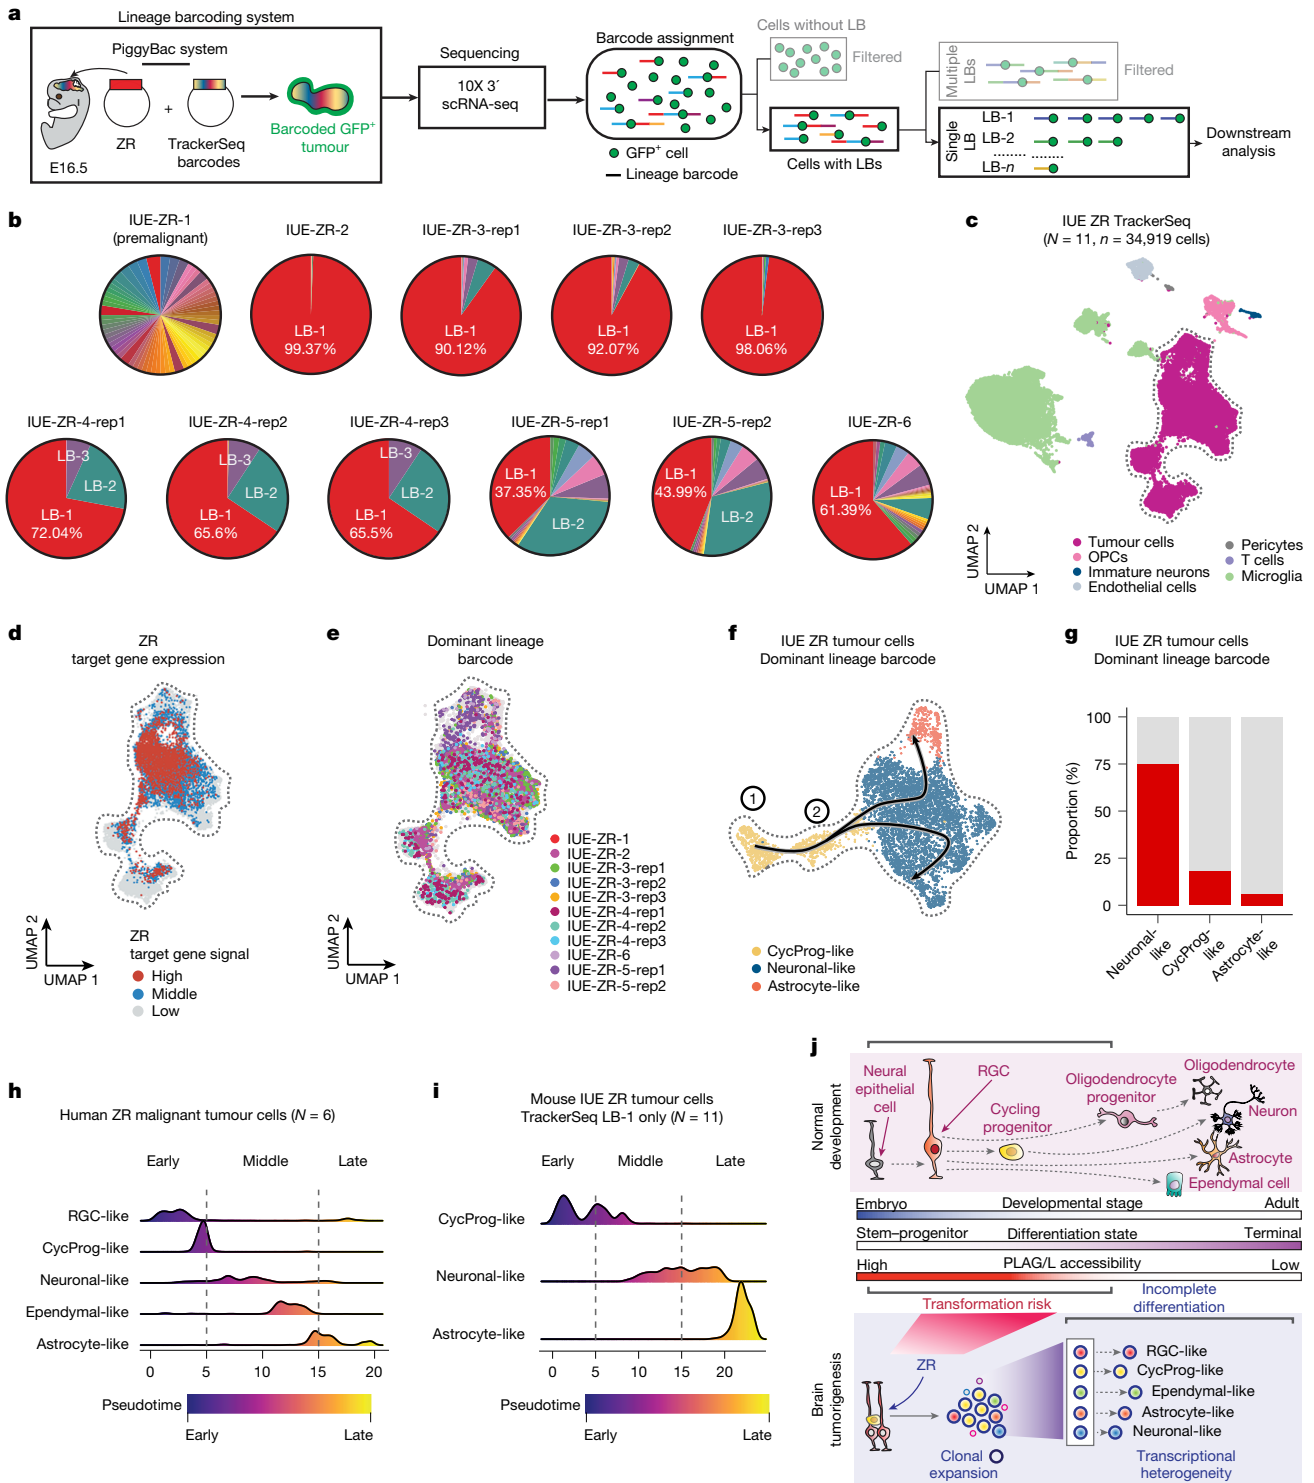 a
Lineage barcoding system
PiggyBac system
ZR
+
TrackerSeq
barcodes
E16.5
Barcoded GFP+
tumour
Sequencing
10X 3´
scRNA-seq
Barcode assignment
GFP+ cell
Lineage barcode
Cells without LB
Filtered
Cells with LBs
Multiple
LBs
Filtered
Single
LB
LB-1
LB-2
LB-n
Downstream
analysis
b
IUE-ZR-1
(premalignant)
IUE-ZR-2
LB-1
99.37%
IUE-ZR-3-rep1
LB-1
90.12%
IUE-ZR-3-rep2
LB-1
92.07%
IUE-ZR-3-rep3
LB-1
98.06%
IUE-ZR-4-rep1
LB-3
LB-2
LB-1
72.04%
IUE-ZR-4-rep2
LB-3
LB-2
LB-1
65.6%
IUE-ZR-4-rep3
LB-3
LB-2
LB-1
65.5%
IUE-ZR-5-rep1
LB-1
37.35%
LB-2
IUE-ZR-5-rep2
LB-1
43.99%
LB-2
IUE-ZR-6
LB-1
61.39%
c
IUE ZR TrackerSeq
(N = 11, n = 34,919 cells)
UMAP 2
UMAP 1
Tumour cells
OPCs
Immature neurons
Endothelial cells
Pericytes
T cells
Microglia
d
ZR
target gene expression
UMAP 2
UMAP 1
ZR
target gene signal
High
Middle
Low
e
Dominant lineage
barcode
UMAP 2
UMAP 1
IUE-ZR-1
IUE-ZR-2
IUE-ZR-3-rep1
IUE-ZR-3-rep2
IUE-ZR-3-rep3
IUE-ZR-4-rep1
IUE-ZR-4-rep2
IUE-ZR-4-rep3
IUE-ZR-6
IUE-ZR-5-rep1
IUE-ZR-5-rep2
f
IUE ZR tumour cells
Dominant lineage barcode
1
2
CycProg-like
Neuronal-like
Astrocyte-like
g
IUE ZR tumour cells
Dominant lineage barcode
Proportion (%)
100
75
50
25
0
Neuronal-
like
CycProg-
like
Astrocyte-
like
h
Human ZR malignant tumour cells (N = 6)
Early Middle Late
RGC-like
CycProg-like
Neuronal-like
Ependymal-like
Astrocyte-like
0 5 10 15 20
Pseudotime
Early Late
i
Mouse IUE ZR tumour cells
TrackerSeq LB-1 only (N = 11)
Early Middle Late
CycProg-like
Neuronal-like
Astrocyte-like
0 5 10 15 20
Pseudotime
Early Late
j
Normal
development
Neural
epithelial
cell
RGC
Cycling
progenitor
Oligodendrocyte
progenitor
Oligodendrocyte
Neuron
Astrocyte
Ependymal cell
Embryo Developmental stage Adult
Stem–progenitor Differentiation state Terminal
High PLAG/L accessibility Low
Transformation risk
Incomplete
differentiation
Brain
tumorigenesis
ZR
Clonal
expansion
RGC-like
CycProg-like
Ependymal-like
Astrocyte-like
Neuronal-like
Transcriptional
heterogeneity